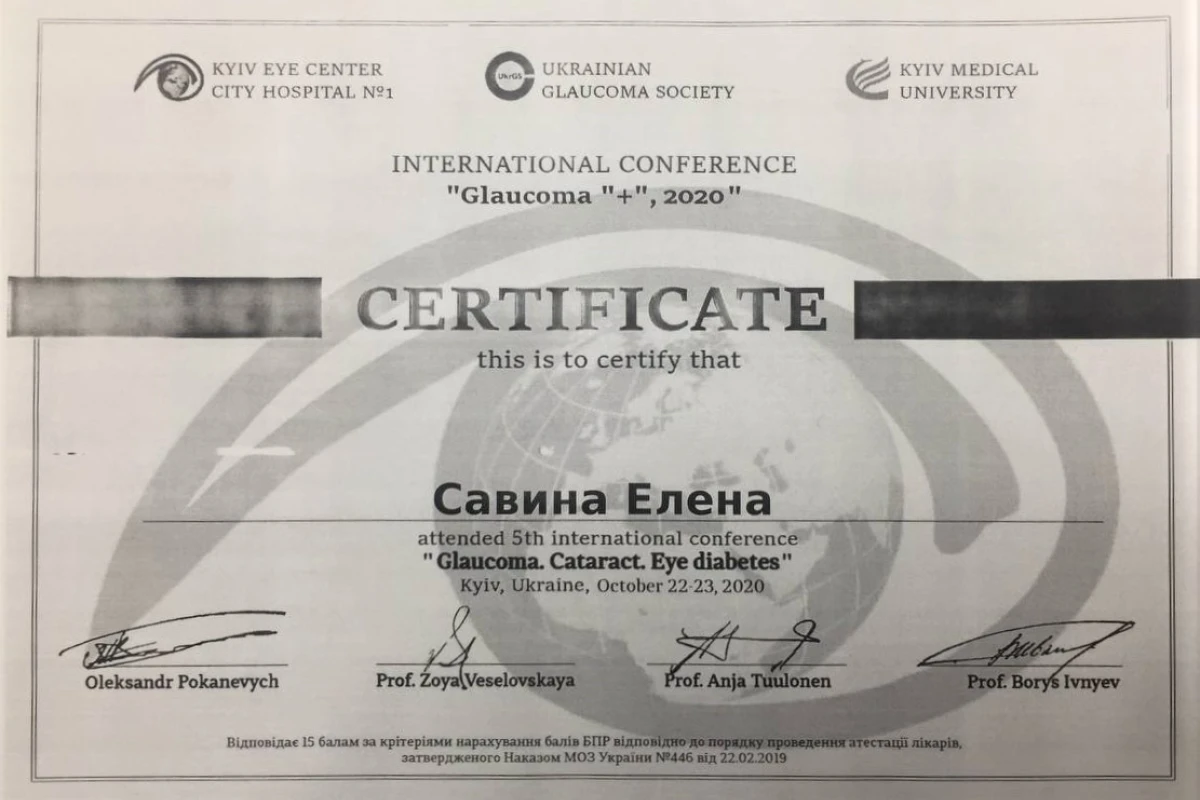 KYIV EYE CENTER
CITY HOSPITAL №1
UkrGS
UKRAINIAN
GLAUCOMA SOCIETY
KYIV MEDICAL
UNIVERSITY
INTERNATIONAL CONFERENCE
"Glaucoma "+", 2020"
CERTIFICATE
this is to certify that
Савина Елена
attended 5th international conference
"Glaucoma. Cataract. Eye diabetes"
Kyiv, Ukraine, October 22-23, 2020
Oleksandr Pokanevych
Prof. Zoya Veselovskaya
Prof. Anja Tuulonen
Prof. Borys Ivnyev
Відповідає 15 балам за крітеріями нарахування балів БПР відповідно до порядку проведення атестації лікарів,
затвердженого Наказом МОЗ України №446 від 22.02.2019